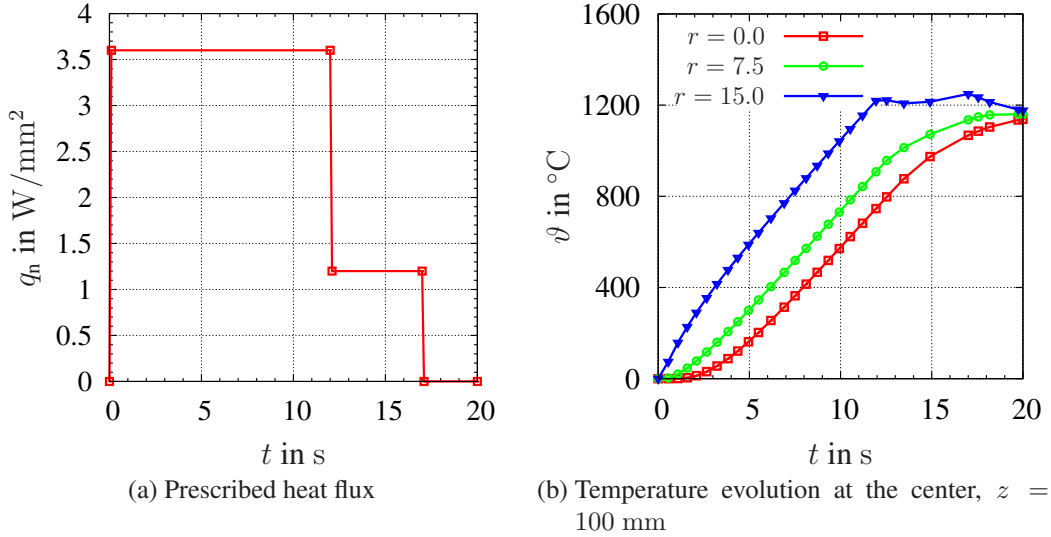 4
3.5
3
2.5
2
1.5
1
0.5
0
0 5 10 15 20
qₙ in W/mm²
t in s
(a) Prescribed heat flux
1600
1200
800
400
0
0 5 10 15 20
r = 0.0
r = 7.5
r = 15.0
ϑ in °C
t in s
(b) Temperature evolution at the center, z =
100 mm